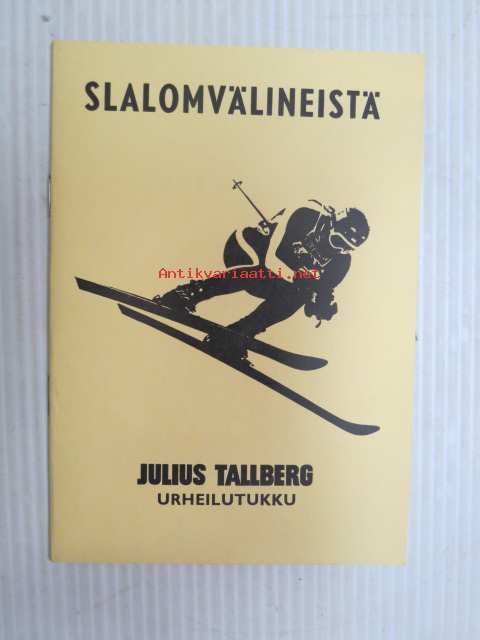 SLALOMVÄLINEISTÄ
Antikvariaatti.net
JULIUS TALLBERG
URHEILUTUKKU